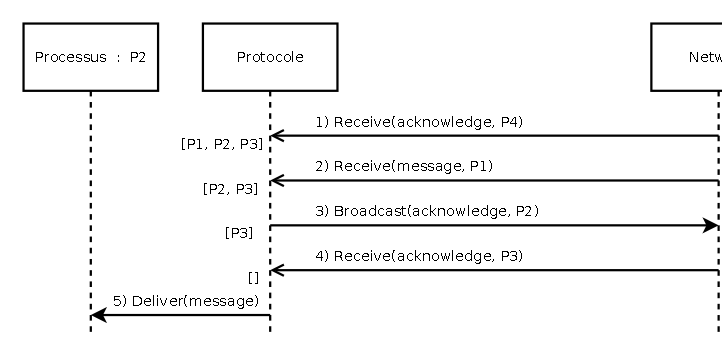 Processus : P2
Protocole
Netw
1) Receive(acknowledge, P4)
[P1, P2, P3]
2) Receive(message, P1)
[P2, P3]
3) Broadcast(acknowledge, P2)
[P3]
4) Receive(acknowledge, P3)
[]
5) Deliver(message)